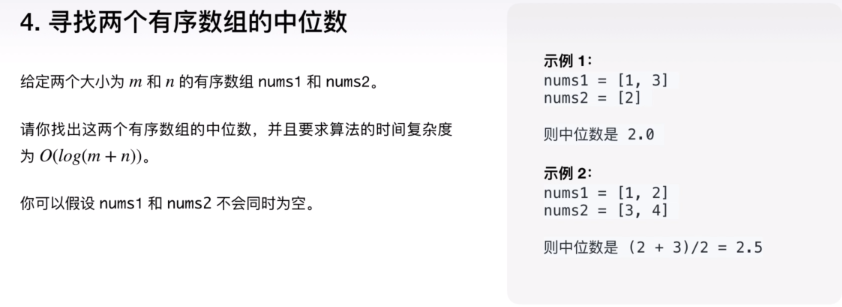 4. 寻找两个有序数组的中位数
给定两个大小为 m 和 n 的有序数组 nums1 和 nums2。
请你找出这两个有序数组的中位数，并且要求算法的时间复杂度
为 O(log(m + n))。
你可以假设 nums1 和 nums2 不会同时为空。
示例 1：
nums1 = [1, 3]
nums2 = [2]
则中位数是 2.0
示例 2：
nums1 = [1, 2]
nums2 = [3, 4]
则中位数是 (2 + 3)/2 = 2.5